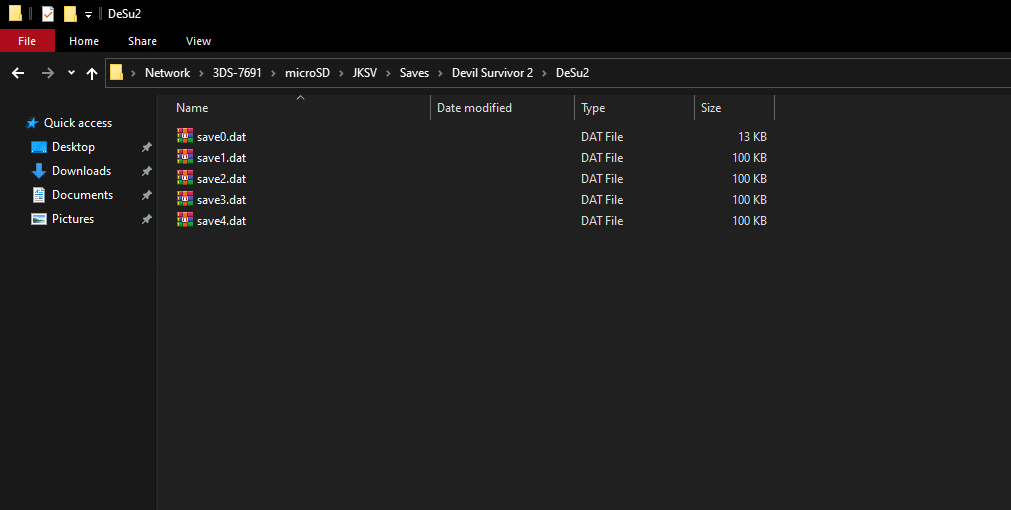 DeSu2
File Home Share View
Network > 3DS-7691 > microSD > JKSV > Saves > Devil Survivor 2 > DeSu2
Name Date modified Type Size
Quick access
Desktop
Downloads
Documents
Pictures
save0.dat DAT File 13 KB
save1.dat DAT File 100 KB
save2.dat DAT File 100 KB
save3.dat DAT File 100 KB
save4.dat DAT File 100 KB